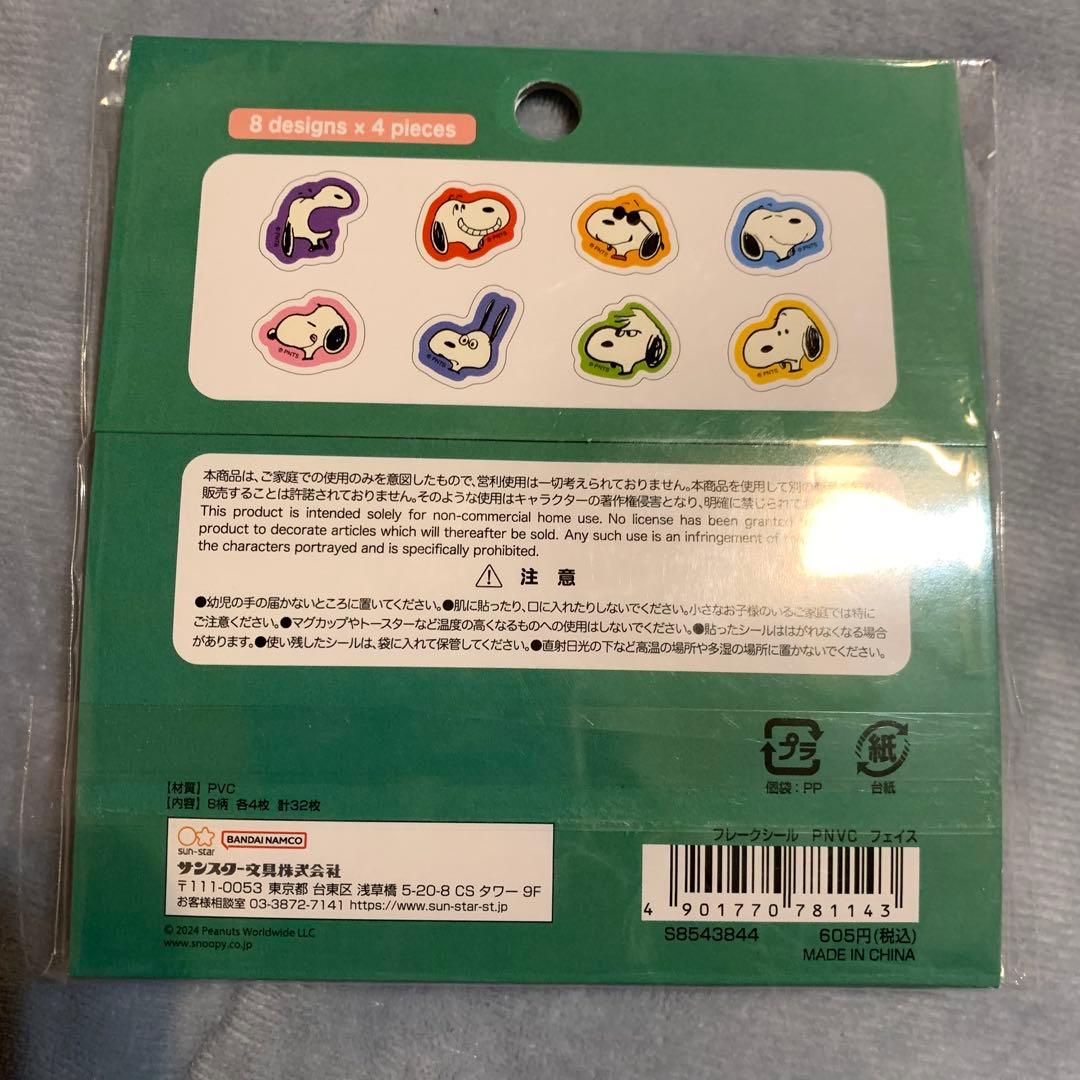 8 designs × 4 pieces
© PNTS
© PNTS
© PNTS
© PNTS
© PNTS
© PNTS
© PNTS
© PNTS
本商品は、ご家庭での使用のみを意図したもので、営利使用は一切考えられておりません。本商品を使用して別の
販売することは許諾されておりません。そのような使用はキャラクターの著作権侵害となり、明確に禁じられてお
This product is intended solely for non-commercial home use. No license has been granted
product to decorate articles which will thereafter be sold. Any such use is an infringement of
the characters portrayed and is specifically prohibited.
注 意
●幼児の手の届かないところに置いてください。●肌に貼ったり、口に入れたりしないでください。小さなお子様のいるご家庭では特に
ご注意ください。●マグカップやトースターなど温度の高くなるものへの使用はしないでください。●貼ったシールははがれなくなる場合
があります。●使い残したシールは、袋に入れて保管してください。●直射日光の下など高温の場所や多湿の場所に置かないでください。
プラ
紙
個袋：PP
台紙
【材質】PVC
【内容】8柄 各4枚 計32枚
sun-star
BANDAI NAMCO
サンスター文具株式会社
〒111-0053 東京都 台東区 浅草橋 5-20-8 CS タワー 9F
お客様相談室 03-3872-7141 https://www.sun-star-st.jp
© 2024 Peanuts Worldwide LLC
www.snoopy.co.jp
フレークシール PNVC フェイス
4 901770 781143
S8543844
605円(税込)
MADE IN CHINA